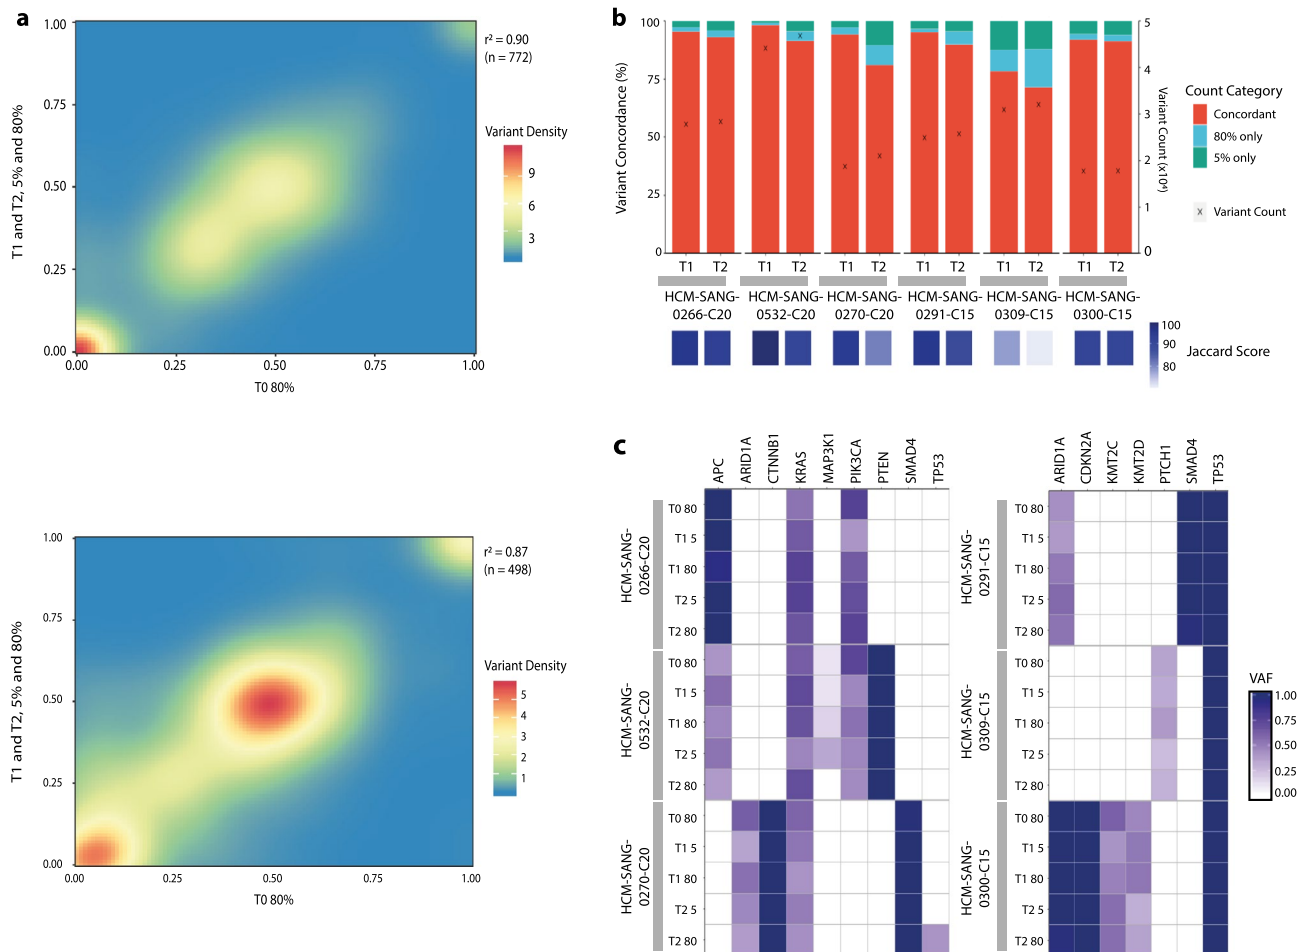 a
1.00
0.75
0.50
0.25
0.00
T1 and T2, 5% and 80%
0.00
0.25
0.50
0.75
1.00
T0 80%
r² = 0.90
(n = 772)
Variant Density
9
6
3
1.00
0.75
0.50
0.25
0.00
T1 and T2, 5% and 80%
0.00
0.25
0.50
0.75
1.00
T0 80%
r² = 0.87
(n = 498)
Variant Density
5
4
3
2
1
b
100
75
50
25
0
Variant Concordance (%)
5
4
3
2
1
0
Variant Count (x10⁴)
x x x x x x x x x x x x
T1 T2 T1 T2 T1 T2 T1 T2 T1 T2 T1 T2
HCM-SANG- HCM-SANG- HCM-SANG- HCM-SANG- HCM-SANG- HCM-SANG-
0266-C20 0532-C20 0270-C20 0291-C15 0309-C15 0300-C15
Count Category
Concordant
80% only
5% only
x Variant Count
100
90
80
Jaccard Score
c
APC ARID1A CTNNB1 KRAS MAP3K1 PIK3CA PTEN SMAD4 TP53
HCM-SANG-
0266-C20
T0 80
T1 5
T1 80
T2 5
T2 80
HCM-SANG-
0532-C20
T0 80
T1 5
T1 80
T2 5
T2 80
HCM-SANG-
0270-C20
T0 80
T1 5
T1 80
T2 5
T2 80
ARID1A CDKN2A KMT2C KMT2D PTCH1 SMAD4 TP53
HCM-SANG-
0291-C15
T0 80
T1 5
T1 80
T2 5
T2 80
HCM-SANG-
0309-C15
T0 80
T1 5
T1 80
T2 5
T2 80
HCM-SANG-
0300-C15
T0 80
T1 5
T1 80
T2 5
T2 80
VAF
1.00
0.75
0.50
0.25
0.00